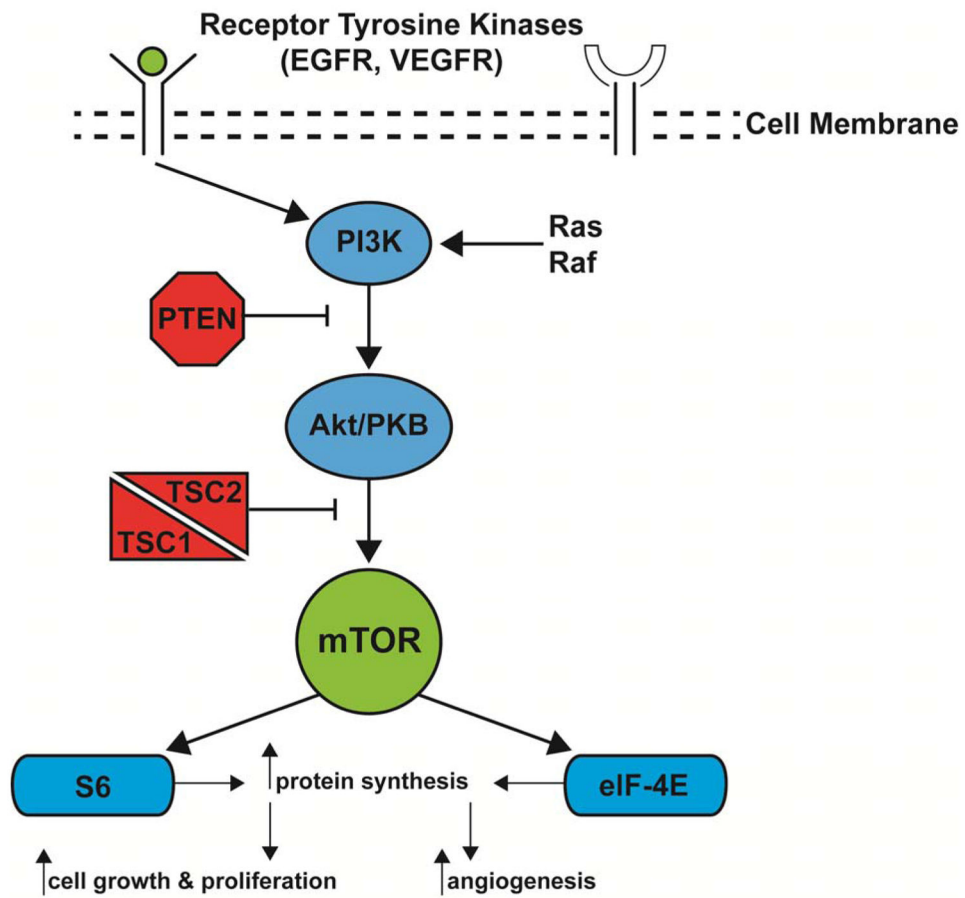 Receptor Tyrosine Kinases
(EGFR, VEGFR)
Cell Membrane
PI3K
Ras
Raf
PTEN
Akt/PKB
TSC2
TSC1
mTOR
S6
protein synthesis
eIF-4E
cell growth & proliferation
angiogenesis